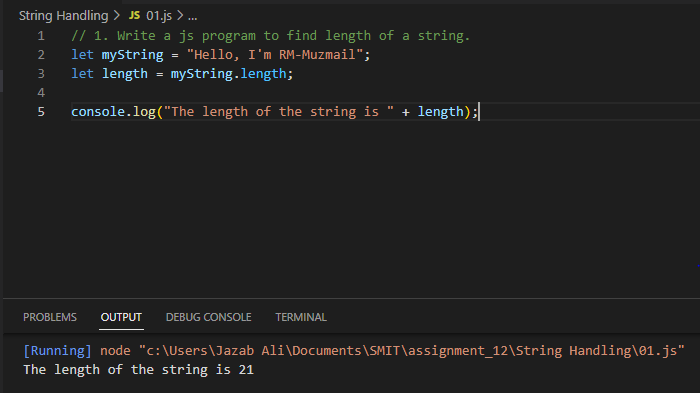 String Handling > JS 01.js > ...
1 // 1. Write a js program to find length of a string.
2 let myString = "Hello, I'm RM-Muzmail";
3 let length = myString.length;
4
5 console.log("The length of the string is " + length);
PROBLEMS OUTPUT DEBUG CONSOLE TERMINAL
[Running] node "c:\Users\Jazab Ali\Documents\SMIT\assignment_12\String Handling\01.js"
The length of the string is 21